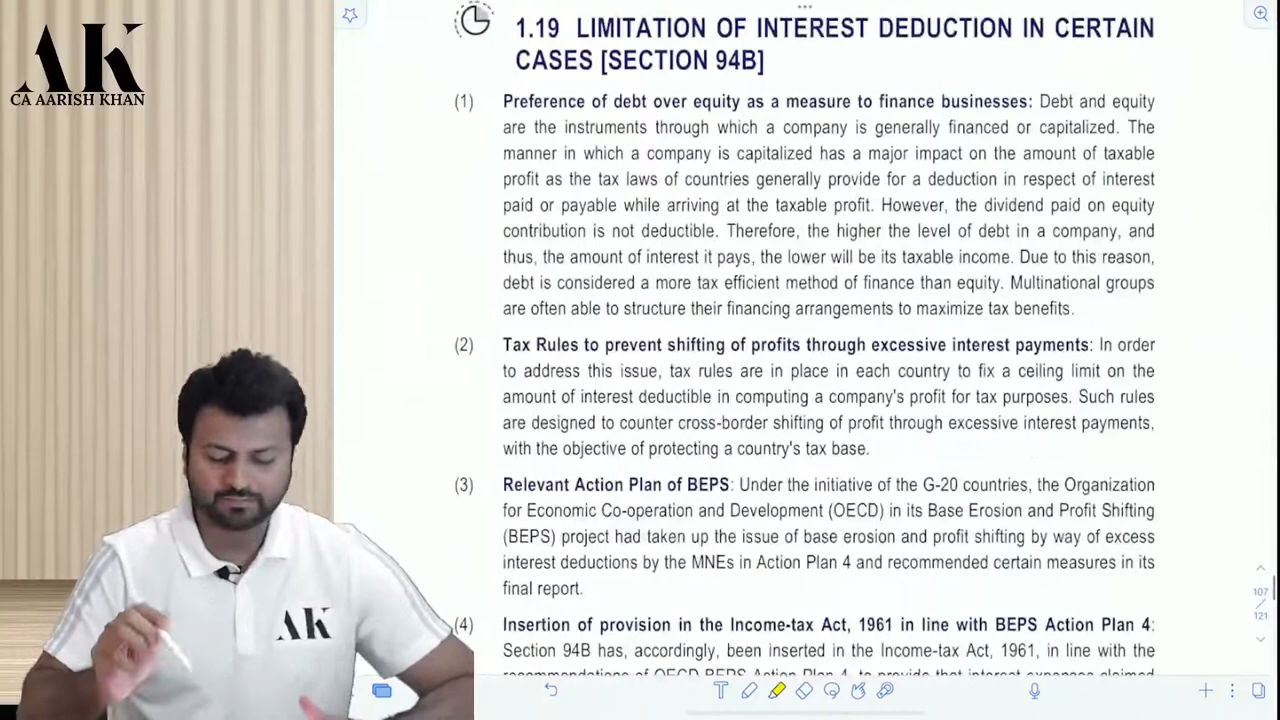 AK
CA AARISH KHAN
1.19 LIMITATION OF INTEREST DEDUCTION IN CERTAIN
CASES [SECTION 94B]
(1) Preference of debt over equity as a measure to finance businesses: Debt and equity
are the instruments through which a company is generally financed or capitalized. The
manner in which a company is capitalized has a major impact on the amount of taxable
profit as the tax laws of countries generally provide for a deduction in respect of interest
paid or payable while arriving at the taxable profit. However, the dividend paid on equity
contribution is not deductible. Therefore, the higher the level of debt in a company, and
thus, the amount of interest it pays, the lower will be its taxable income. Due to this reason,
debt is considered a more tax efficient method of finance than equity. Multinational groups
are often able to structure their financing arrangements to maximize tax benefits.
(2) Tax Rules to prevent shifting of profits through excessive interest payments: In order
to address this issue, tax rules are in place in each country to fix a ceiling limit on the
amount of interest deductible in computing a company's profit for tax purposes. Such rules
are designed to counter cross-border shifting of profit through excessive interest payments,
with the objective of protecting a country's tax base.
(3) Relevant Action Plan of BEPS: Under the initiative of the G-20 countries, the Organization
for Economic Co-operation and Development (OECD) in its Base Erosion and Profit Shifting
(BEPS) project had taken up the issue of base erosion and profit shifting by way of excess
interest deductions by the MNEs in Action Plan 4 and recommended certain measures in its
final report.
(4) Insertion of provision in the Income-tax Act, 1961 in line with BEPS Action Plan 4:
Section 94B has, accordingly, been inserted in the Income-tax Act, 1961, in line with the
recommendations of OECD BEPS Action Plan 4, to provide that interest expenses claimed
AK
107
121